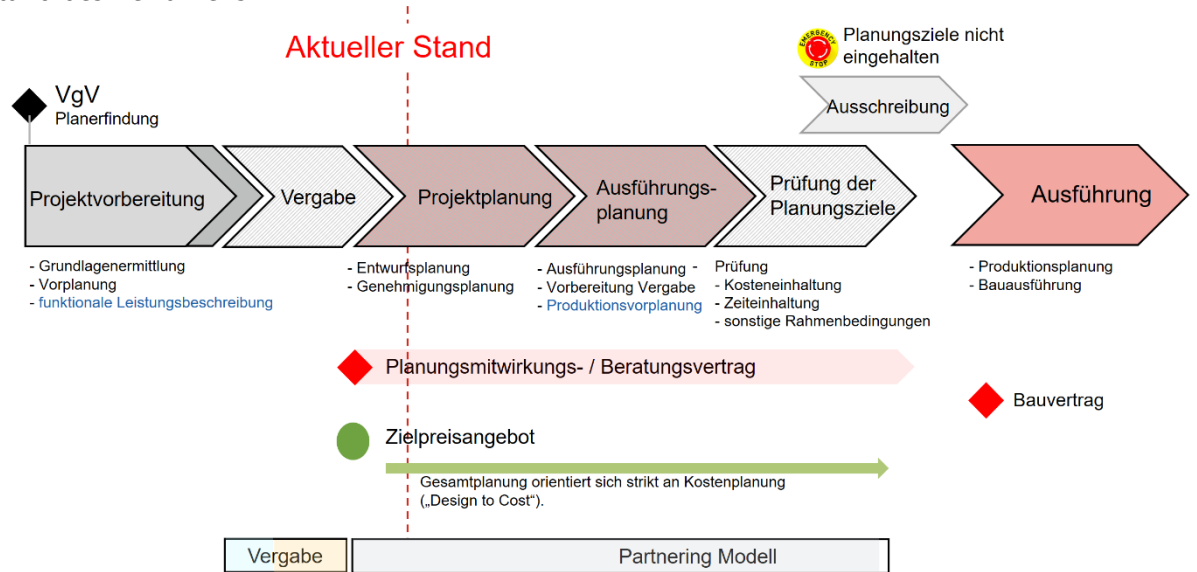 Aktueller Stand
EMERGENCY
STOP
Planungsziele nicht
eingehalten
VgV
Planerfindung
Ausschreibung
Projektvorbereitung
Vergabe
Projektplanung
Ausführungs-
planung
Prüfung der
Planungsziele
Ausführung
- Grundlagenermittlung
- Vorplanung
- funktionale Leistungsbeschreibung
- Entwurfsplanung
- Genehmigungsplanung
- Ausführungsplanung -
- Vorbereitung Vergabe
- Produktionsvorplanung
Prüfung
- Kosteneinhaltung
- Zeiteinhaltung
- sonstige Rahmenbedingungen
- Produktionsplanung
- Bauausführung
Planungsmitwirkungs- / Beratungsvertrag
Bauvertrag
Zielpreisangebot
Gesamtplanung orientiert sich strikt an Kostenplanung
(„Design to Cost“).
Vergabe
Partnering Modell